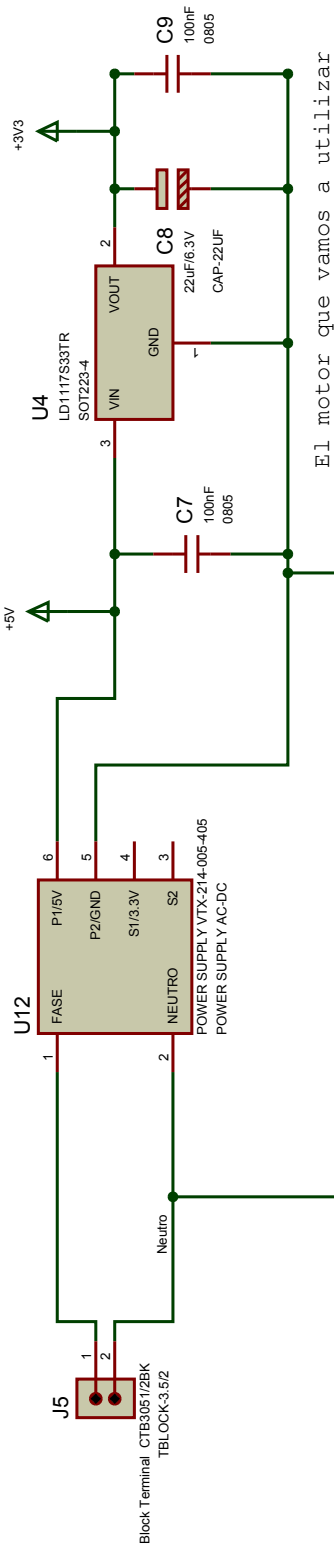 J5
Block Terminal CTB3051/2BK
TBLOCK-3.5/2
1
2
Neutro
U12
FASE
NEUTRO
P1/5V
P2/GND
S1/3.3V
S2
1
2
6
5
4
3
POWER SUPPLY VTX-214-005-405
POWER SUPPLY AC-DC
+5V
C7
100nF
0805
U4
LD1117S33TR
SOT223-4
VIN
VOUT
GND
3
2
1
C8
22uF/6.3V
CAP-22UF
+3V3
C9
100nF
0805
El motor que vamos a utilizar